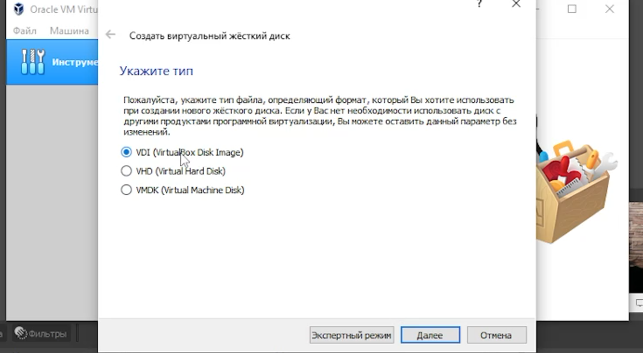 Oracle VM Virtu
?
Файл Машина
Создать виртуальный жёсткий диск
Инструме
Укажите тип
Пожалуйста, укажите тип файла, определяющий формат, который Вы хотите использовать
при создании нового жёсткого диска. Если у Вас нет необходимости использовать диск с
другими продуктами програмной виртуализации, Вы можете оставить данный параметр без
изменений.
VDI (VirtualBox Disk Image)
VHD (Virtual Hard Disk)
VMDK (Virtual Machine Disk)
Экспертный режим
Далее
Отмена
Фильтры